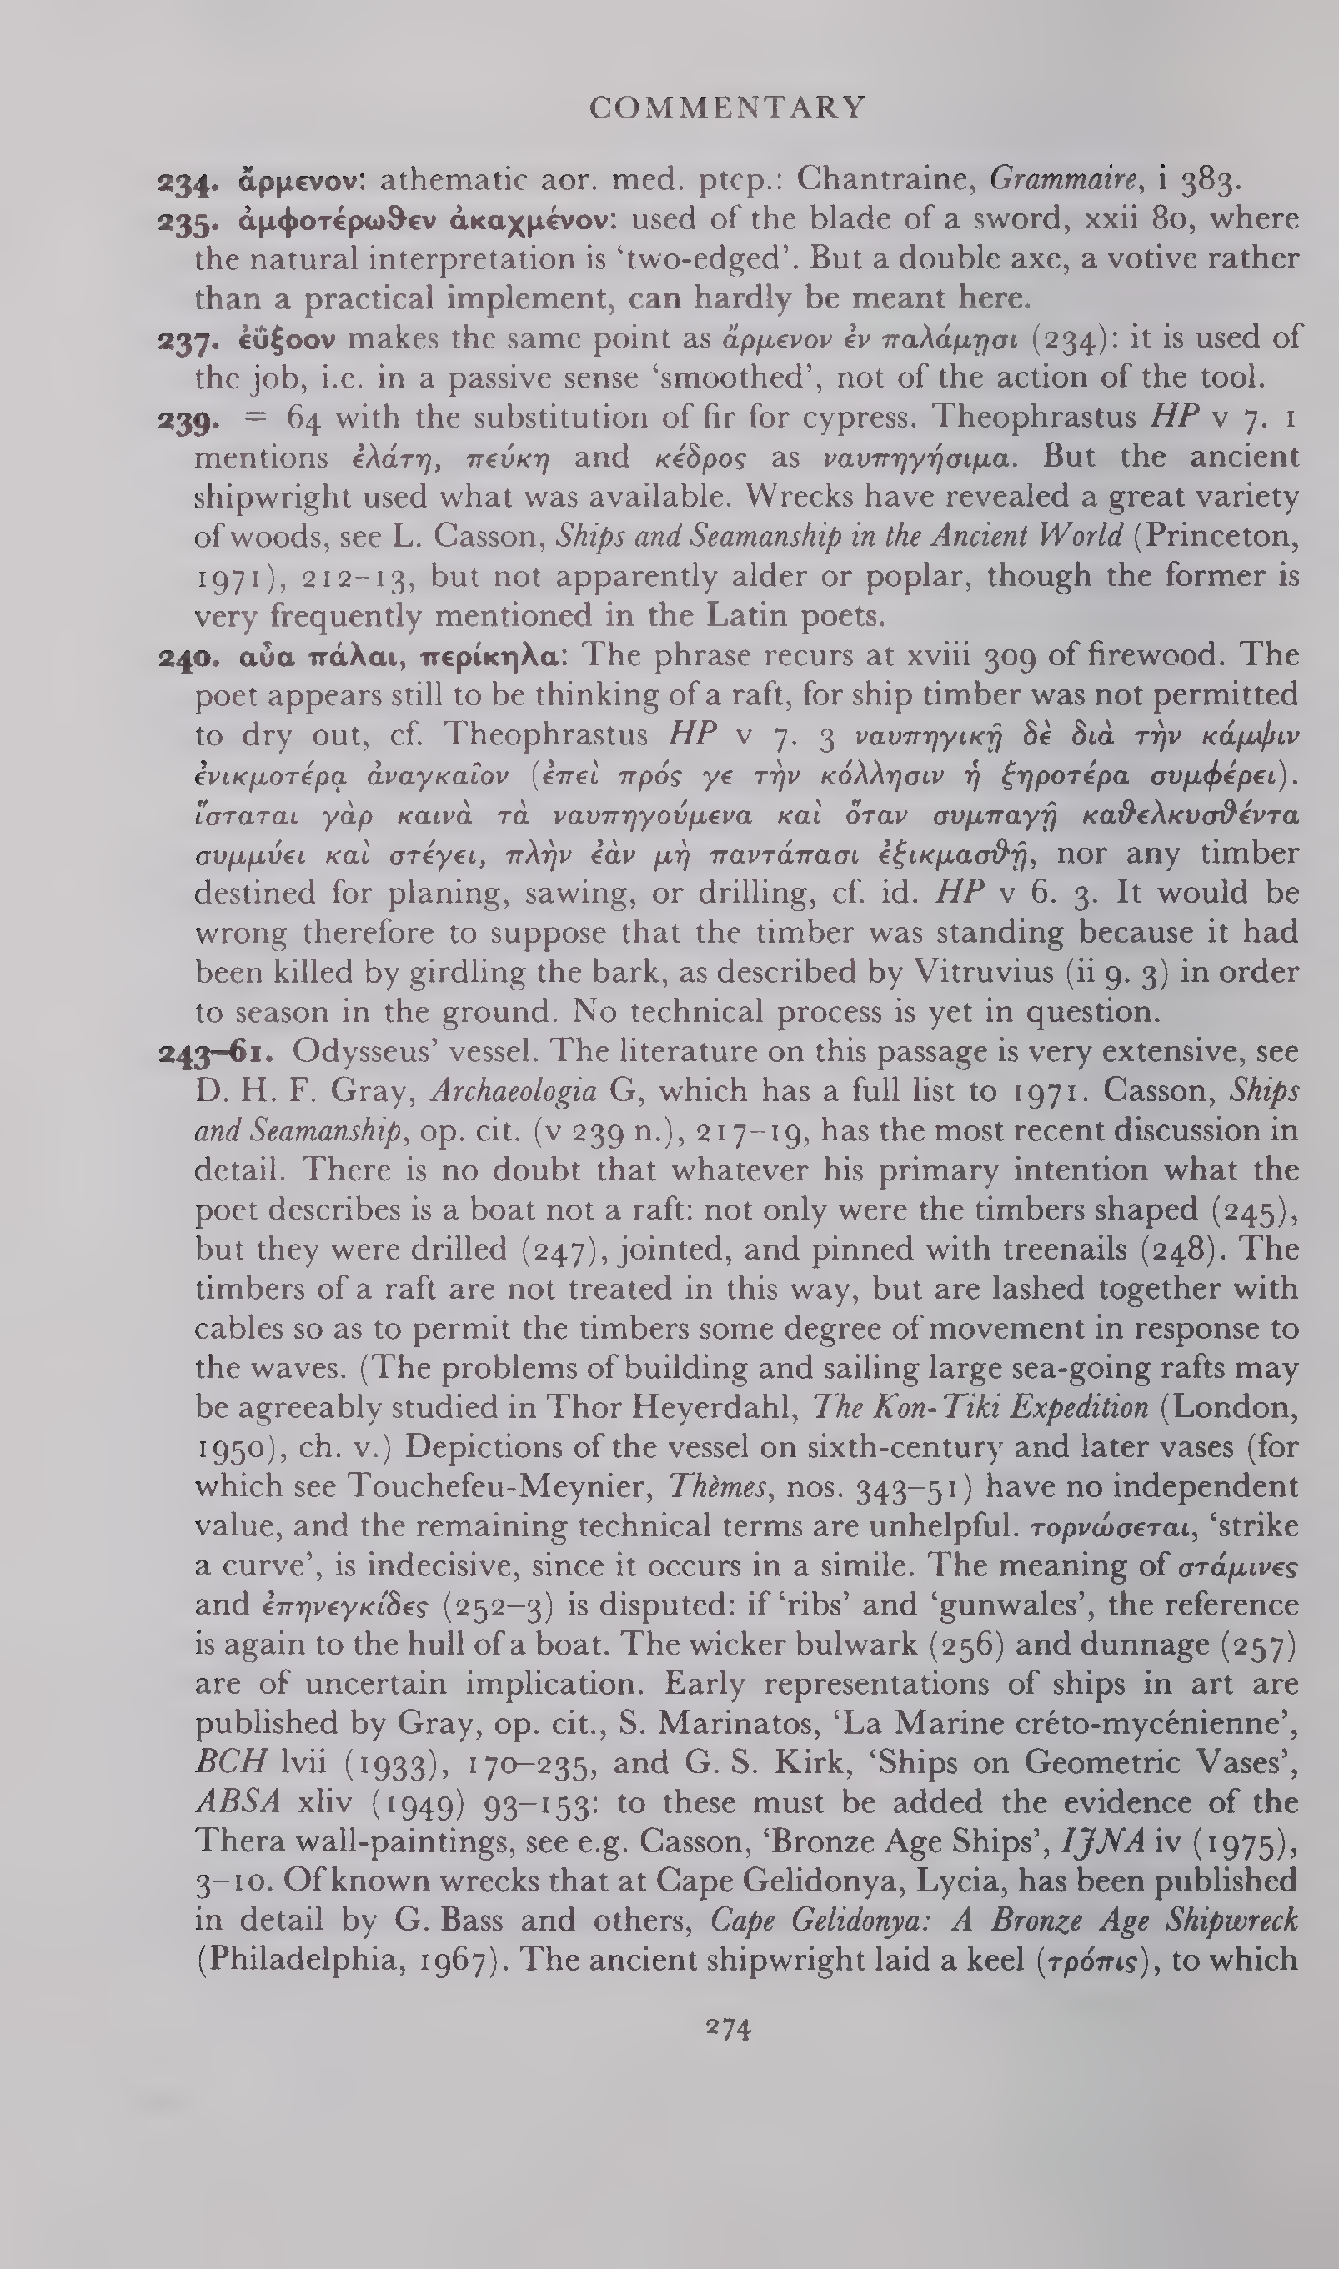 COMMENTARY
234. ἄρμενον: athematic aor. med. ptcp.: Chantraine, Grammaire, i 383.
235. ἀμφοτέρωθεν ἀκαχμένον: used of the blade of a sword, xxii 80, where
the natural interpretation is ‘two-edged’. But a double axe, a votive rather
than a practical implement, can hardly be meant here.
237. ἐΰξοον makes the same point as ἄρμενον ἐν παλάμῃσι (234): it is used of
the job, i.e. in a passive sense ‘smoothed’, not of the action of the tool.
239. = 64 with the substitution of fir for cypress. Theophrastus HP v 7. 1
mentions ἐλάτη, πεύκη and κέδρος as ναυπηγήσιμα. But the ancient
shipwright used what was available. Wrecks have revealed a great variety
of woods, see L. Casson, Ships and Seamanship in the Ancient World (Princeton,
1971), 212–13, but not apparently alder or poplar, though the former is
very frequently mentioned in the Latin poets.
240. αὖα πάλαι, περίκηλα: The phrase recurs at xviii 309 of firewood. The
poet appears still to be thinking of a raft, for ship timber was not permitted
to dry out, cf. Theophrastus HP v 7. 3 ναυπηγικῇ δὲ διὰ τὴν κάμψιν
ἐνικμοτέρᾳ ἀναγκαῖον (ἐπεὶ πρός γε τὴν κόλλησιν ἡ ξηροτέρα συμφέρει).
ἵσταται γὰρ καινὰ τὰ ναυπηγούμενα καὶ ὅταν συμπαγῇ καθελκυσθέντα
συμμύει καὶ στέγει, πλὴν ἐὰν μὴ παντάπασι ἐξικμασθῇ, nor any timber
destined for planing, sawing, or drilling, cf. id. HP v 6. 3. It would be
wrong therefore to suppose that the timber was standing because it had
been killed by girdling the bark, as described by Vitruvius (ii 9. 3) in order
to season in the ground. No technical process is yet in question.
243–61. Odysseus’ vessel. The literature on this passage is very extensive, see
D. H. F. Gray, Archaeologia G, which has a full list to 1971. Casson, Ships
and Seamanship, op. cit. (v 239 n.), 217–19, has the most recent discussion in
detail. There is no doubt that whatever his primary intention what the
poet describes is a boat not a raft: not only were the timbers shaped (245),
but they were drilled (247), jointed, and pinned with treenails (248). The
timbers of a raft are not treated in this way, but are lashed together with
cables so as to permit the timbers some degree of movement in response to
the waves. (The problems of building and sailing large sea-going rafts may
be agreeably studied in Thor Heyerdahl, The Kon-Tiki Expedition (London,
1950), ch. v.) Depictions of the vessel on sixth-century and later vases (for
which see Touchefeu-Meynier, Thèmes, nos. 343–51) have no independent
value, and the remaining technical terms are unhelpful. τορνώσεται, ‘strike
a curve’, is indecisive, since it occurs in a simile. The meaning of στάμινες
and ἐπηνεγκίδες (252–3) is disputed: if ‘ribs’ and ‘gunwales’, the reference
is again to the hull of a boat. The wicker bulwark (256) and dunnage (257)
are of uncertain implication. Early representations of ships in art are
published by Gray, op. cit., S. Marinatos, ‘La Marine créto-mycénienne’,
BCH lvii (1933), 170–235, and G. S. Kirk, ‘Ships on Geometric Vases’,
ABSA xliv (1949) 93–153: to these must be added the evidence of the
Thera wall-paintings, see e.g. Casson, ‘Bronze Age Ships’, IJNA iv (1975),
3–10. Of known wrecks that at Cape Gelidonya, Lycia, has been published
in detail by G. Bass and others, Cape Gelidonya: A Bronze Age Shipwreck
(Philadelphia, 1967). The ancient shipwright laid a keel (τρόπις), to which
274